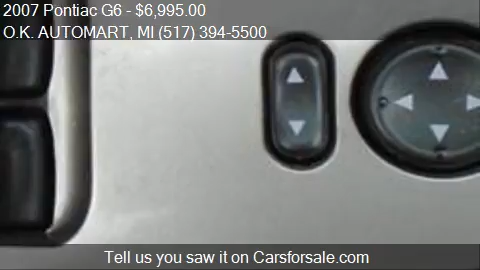 2007 Pontiac G6 - $6,995.00
O.K. AUTOMART, MI (517) 394-5500
Tell us you saw it on Carsforsale.com